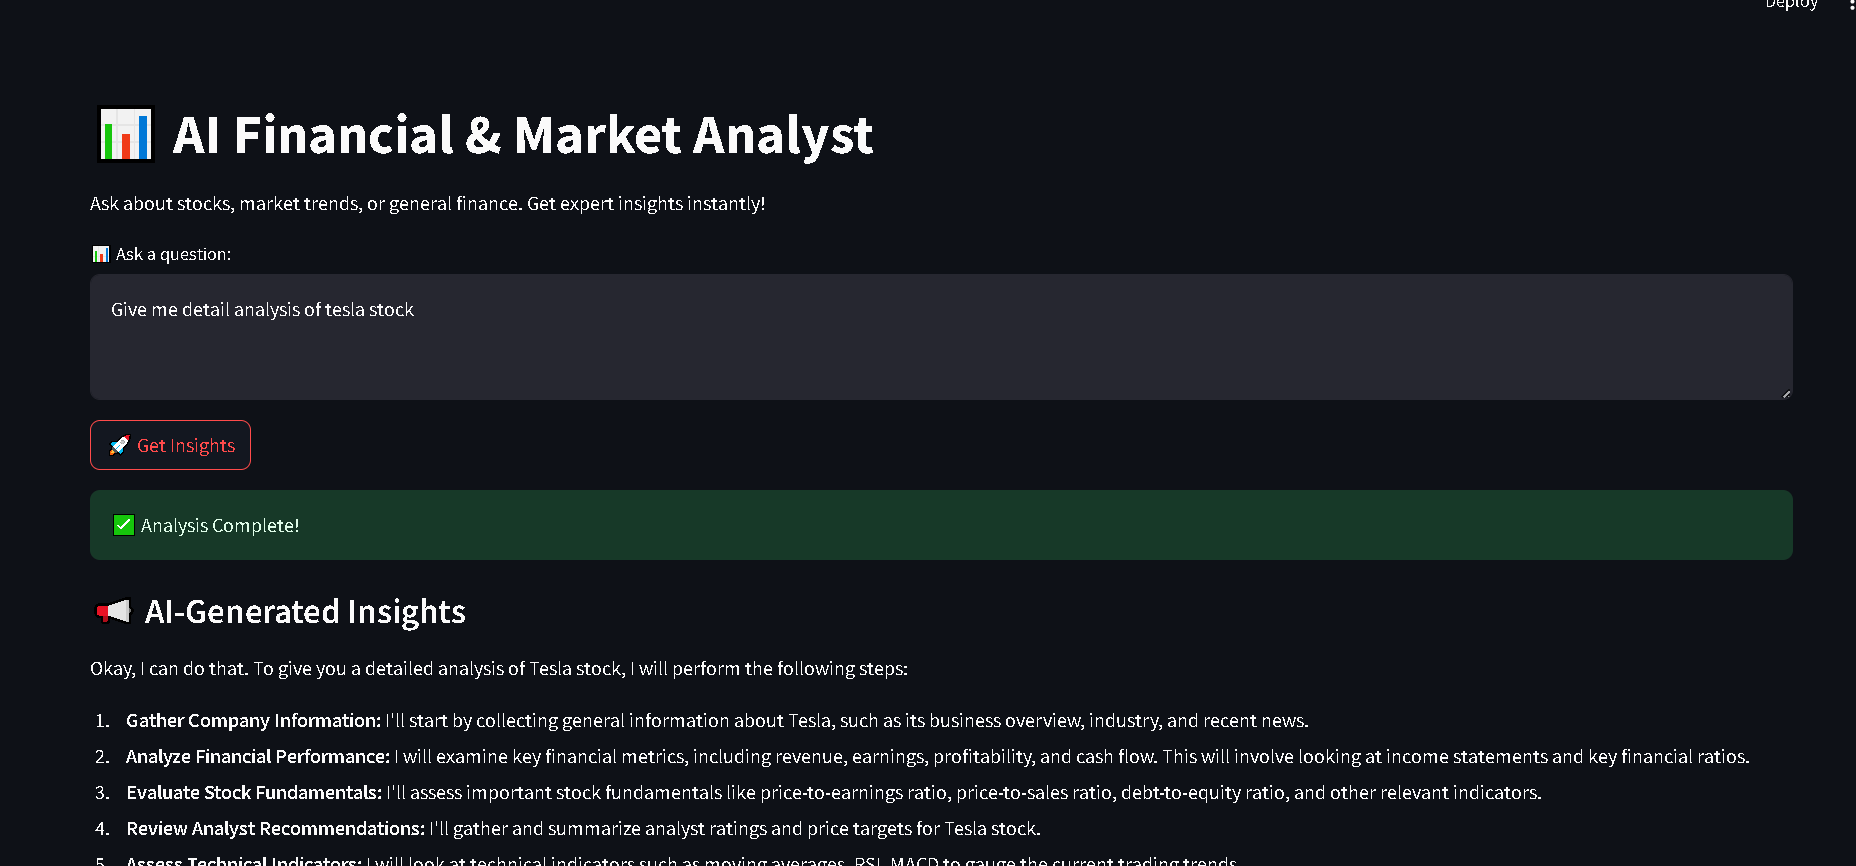 Deploy
AI Financial & Market Analyst
Ask about stocks, market trends, or general finance. Get expert insights instantly!
Ask a question:
Give me detail analysis of tesla stock
Get Insights
Analysis Complete!
AI-Generated Insights
Okay, I can do that. To give you a detailed analysis of Tesla stock, I will perform the following steps:
1. Gather Company Information: I'll start by collecting general information about Tesla, such as its business overview, industry, and recent news.
2. Analyze Financial Performance: I will examine key financial metrics, including revenue, earnings, profitability, and cash flow. This will involve looking at income statements and key financial ratios.
3. Evaluate Stock Fundamentals: I'll assess important stock fundamentals like price-to-earnings ratio, price-to-sales ratio, debt-to-equity ratio, and other relevant indicators.
4. Review Analyst Recommendations: I'll gather and summarize analyst ratings and price targets for Tesla stock.
5. Assess Technical Indicators: I will look at technical indicators such as moving averages, RSI, MACD to gauge the current trading trends.